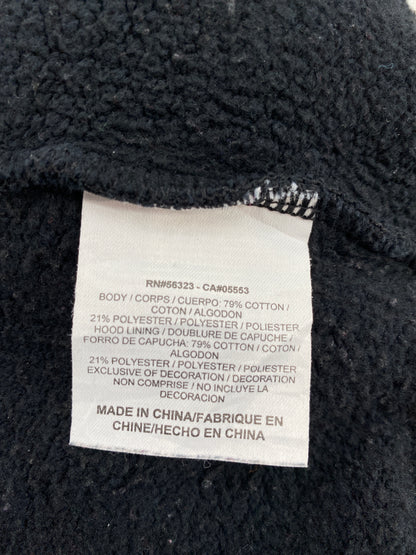 RN#56323 - CA#05553
BODY / CORPS / CUERPO: 79% COTTON /
COTON / ALGODON
21% POLYESTER / POLYESTER / POLIESTER
HOOD LINING / DOUBLURE DE CAPUCHE /
FORRO DE CAPUCHA: 79% COTTON / COTON /
ALGODON
21% POLYESTER / POLYESTER / POLIESTER
EXCLUSIVE OF DECORATION / DECORATION
NON COMPRISE / NO INCLUYE LA
DECORACION
MADE IN CHINA/FABRIQUE EN
CHINE/HECHO EN CHINA